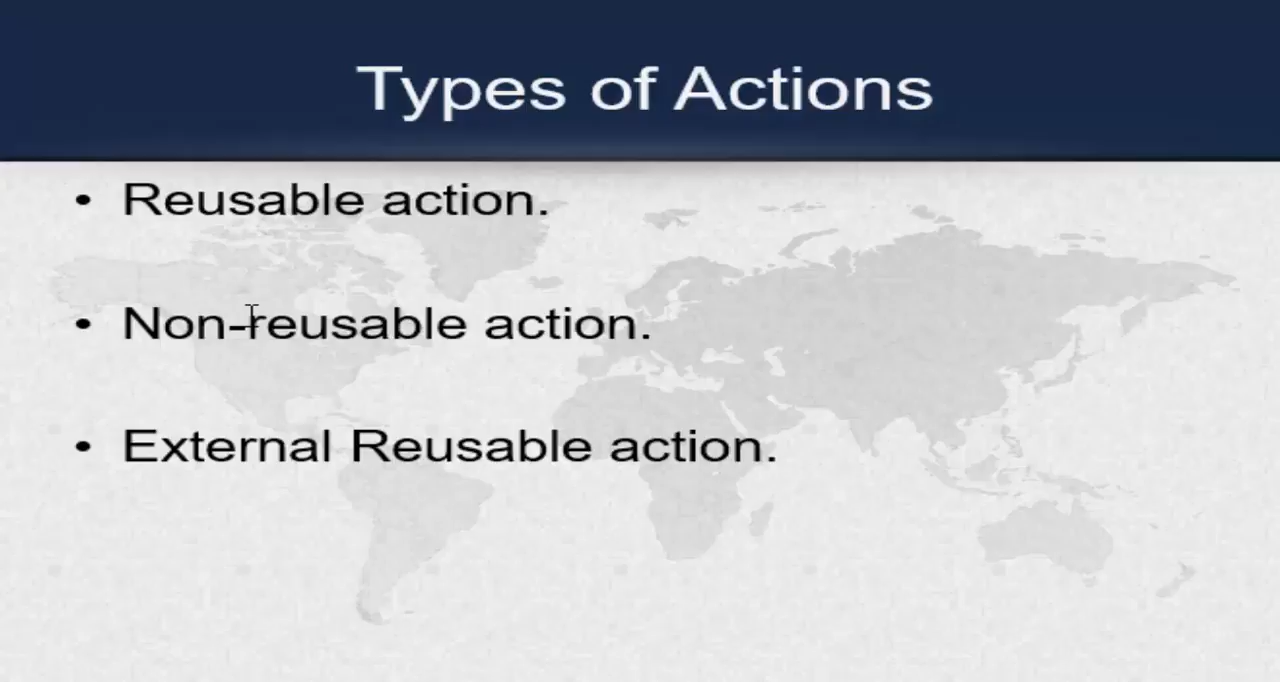 Types of Actions
• Reusable action.
• Non-reusable action.
• External Reusable action.